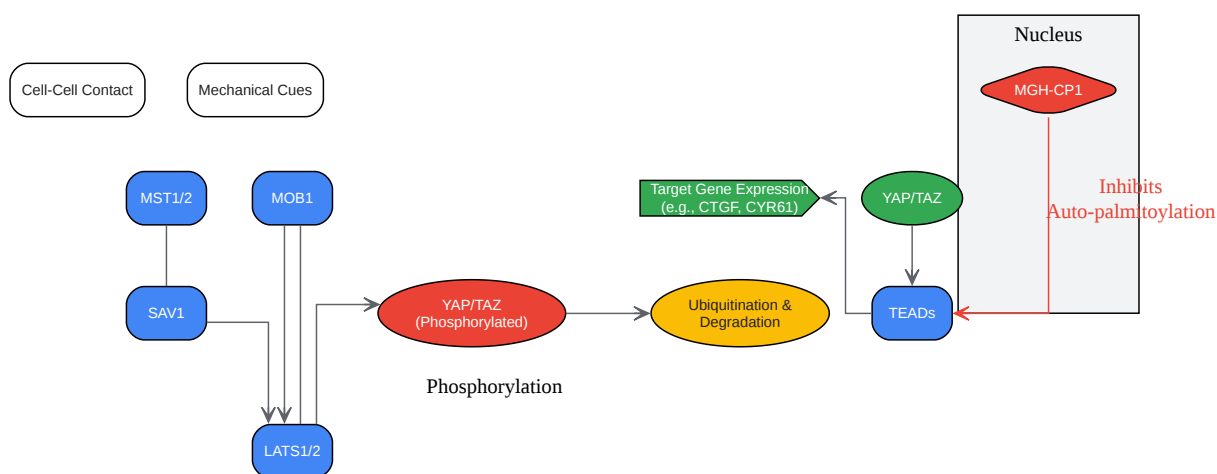 Nucleus
Cell-Cell Contact
Mechanical Cues
MGH-CP1
MST1/2
MOB1
Target Gene Expression
(e.g., CTGF, CYR61)
YAP/TAZ
Inhibits
Auto-palmitoylation
SAV1
YAP/TAZ
(Phosphorylated)
Ubiquitination &
Degradation
TEADs
Phosphorylation
LATS1/2